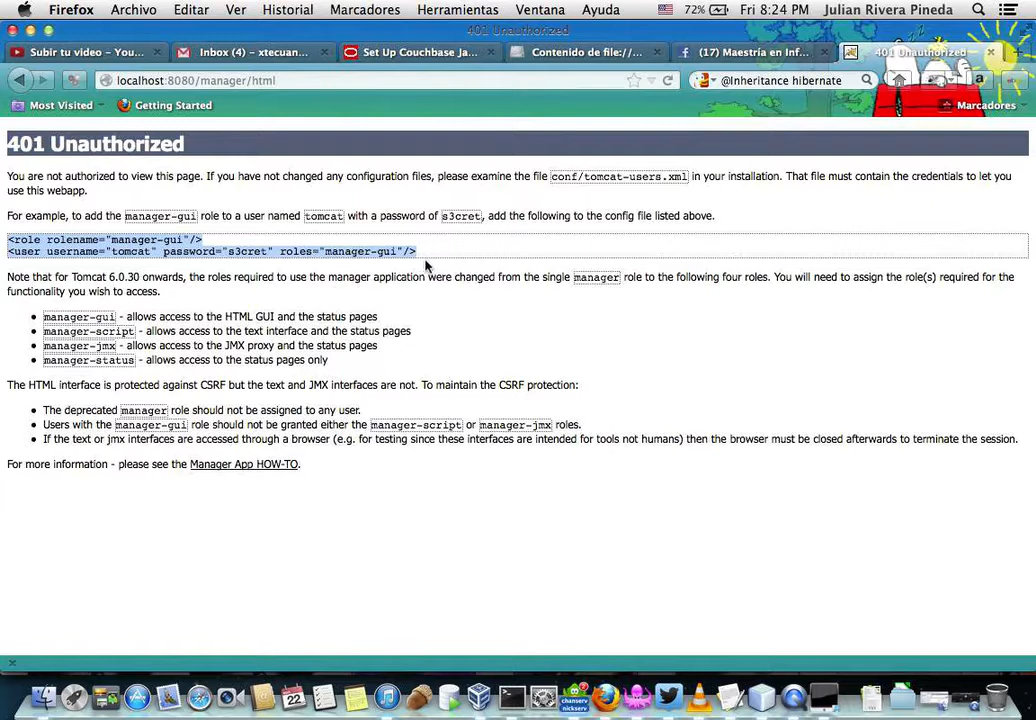 Firefox Archivo Editar Ver Historial Marcadores Herramientas Ventana Ayuda 72% Fri 8:24 PM Julian Rivera Pineda
401 Unauthorized
Subir tu video – You... Inbox (4) – xtecuan... Set Up Couchbase Ja... Contenido de file://... (17) Maestría en Inf... 401 Unauthorized
localhost:8080/manager/html @Inheritance hibernate
Most Visited Getting Started Marcadores
401 Unauthorized
You are not authorized to view this page. If you have not changed any configuration files, please examine the file conf/tomcat-users.xml in your installation. That file must contain the credentials to let you
use this webapp.
For example, to add the manager-gui role to a user named tomcat with a password of s3cret, add the following to the config file listed above.
<role rolename="manager-gui"/>
<user username="tomcat" password="s3cret" roles="manager-gui"/>
Note that for Tomcat 6.0.30 onwards, the roles required to use the manager application were changed from the single manager role to the following four roles. You will need to assign the role(s) required for the
functionality you wish to access.
• manager-gui - allows access to the HTML GUI and the status pages
• manager-script - allows access to the text interface and the status pages
• manager-jmx - allows access to the JMX proxy and the status pages
• manager-status - allows access to the status pages only
The HTML interface is protected against CSRF but the text and JMX interfaces are not. To maintain the CSRF protection:
• The deprecated manager role should not be assigned to any user.
• Users with the manager-gui role should not be granted either the manager-script or manager-jmx roles.
• If the text or jmx interfaces are accessed through a browser (e.g. for testing since these interfaces are intended for tools not humans) then the browser must be closed afterwards to terminate the session.
For more information - please see the Manager App HOW-TO.
22
chanserv
nickserv